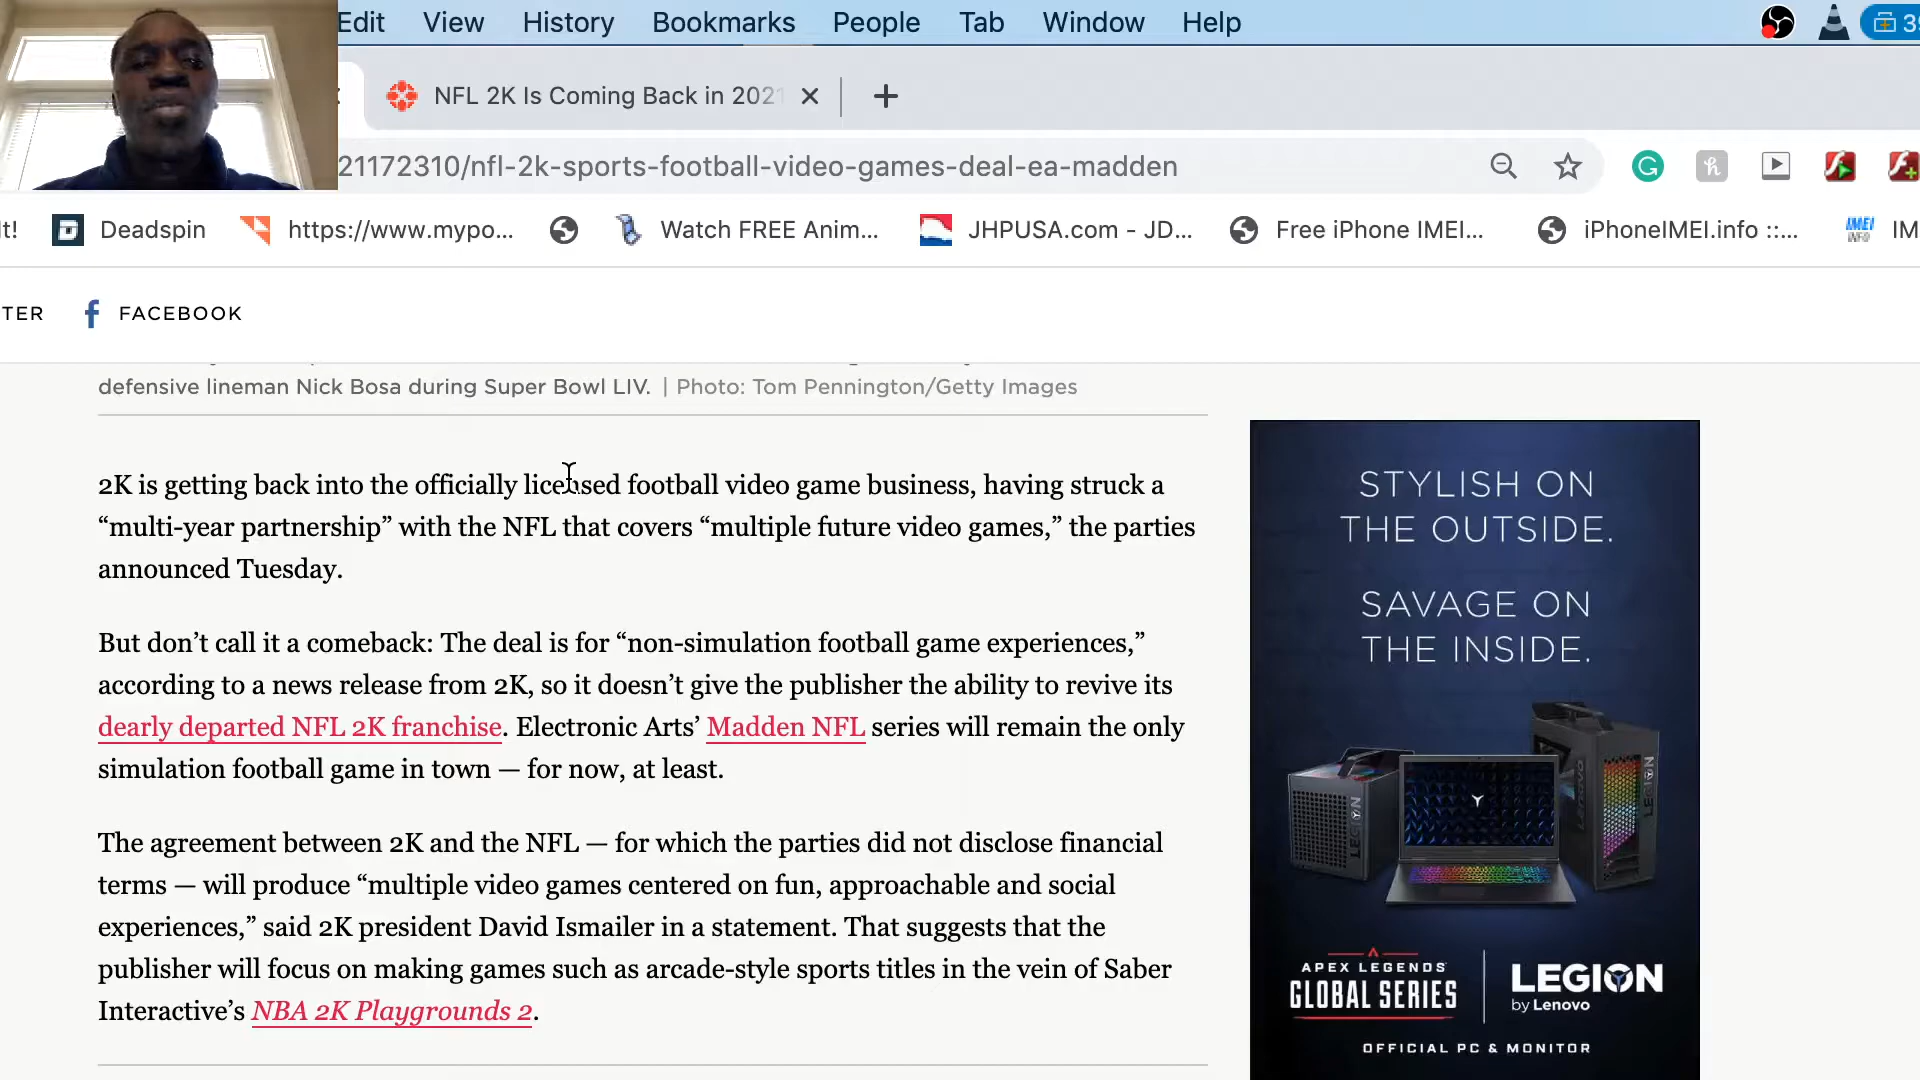 Edit View History Bookmarks People Tab Window Help
NFL 2K Is Coming Back in 2021
21172310/nfl-2k-sports-football-video-games-deal-ea-madden
t! Deadspin https://www.mypo... Watch FREE Anim... JHPUSA.com - JD... Free iPhone IMEI... iPhoneIMEI.info ::... IM
TER FACEBOOK
defensive lineman Nick Bosa during Super Bowl LIV. | Photo: Tom Pennington/Getty Images
2K is getting back into the officially licensed football video game business, having struck a
“multi-year partnership” with the NFL that covers “multiple future video games,” the parties
announced Tuesday.
But don’t call it a comeback: The deal is for “non-simulation football game experiences,”
according to a news release from 2K, so it doesn’t give the publisher the ability to revive its
dearly departed NFL 2K franchise. Electronic Arts’ Madden NFL series will remain the only
simulation football game in town — for now, at least.
The agreement between 2K and the NFL — for which the parties did not disclose financial
terms — will produce “multiple video games centered on fun, approachable and social
experiences,” said 2K president David Ismailer in a statement. That suggests that the
publisher will focus on making games such as arcade-style sports titles in the vein of Saber
Interactive’s NBA 2K Playgrounds 2.
STYLISH ON
THE OUTSIDE.
SAVAGE ON
THE INSIDE.
APEX LEGENDS
GLOBAL SERIES
LEGION
by Lenovo
OFFICIAL PC & MONITOR